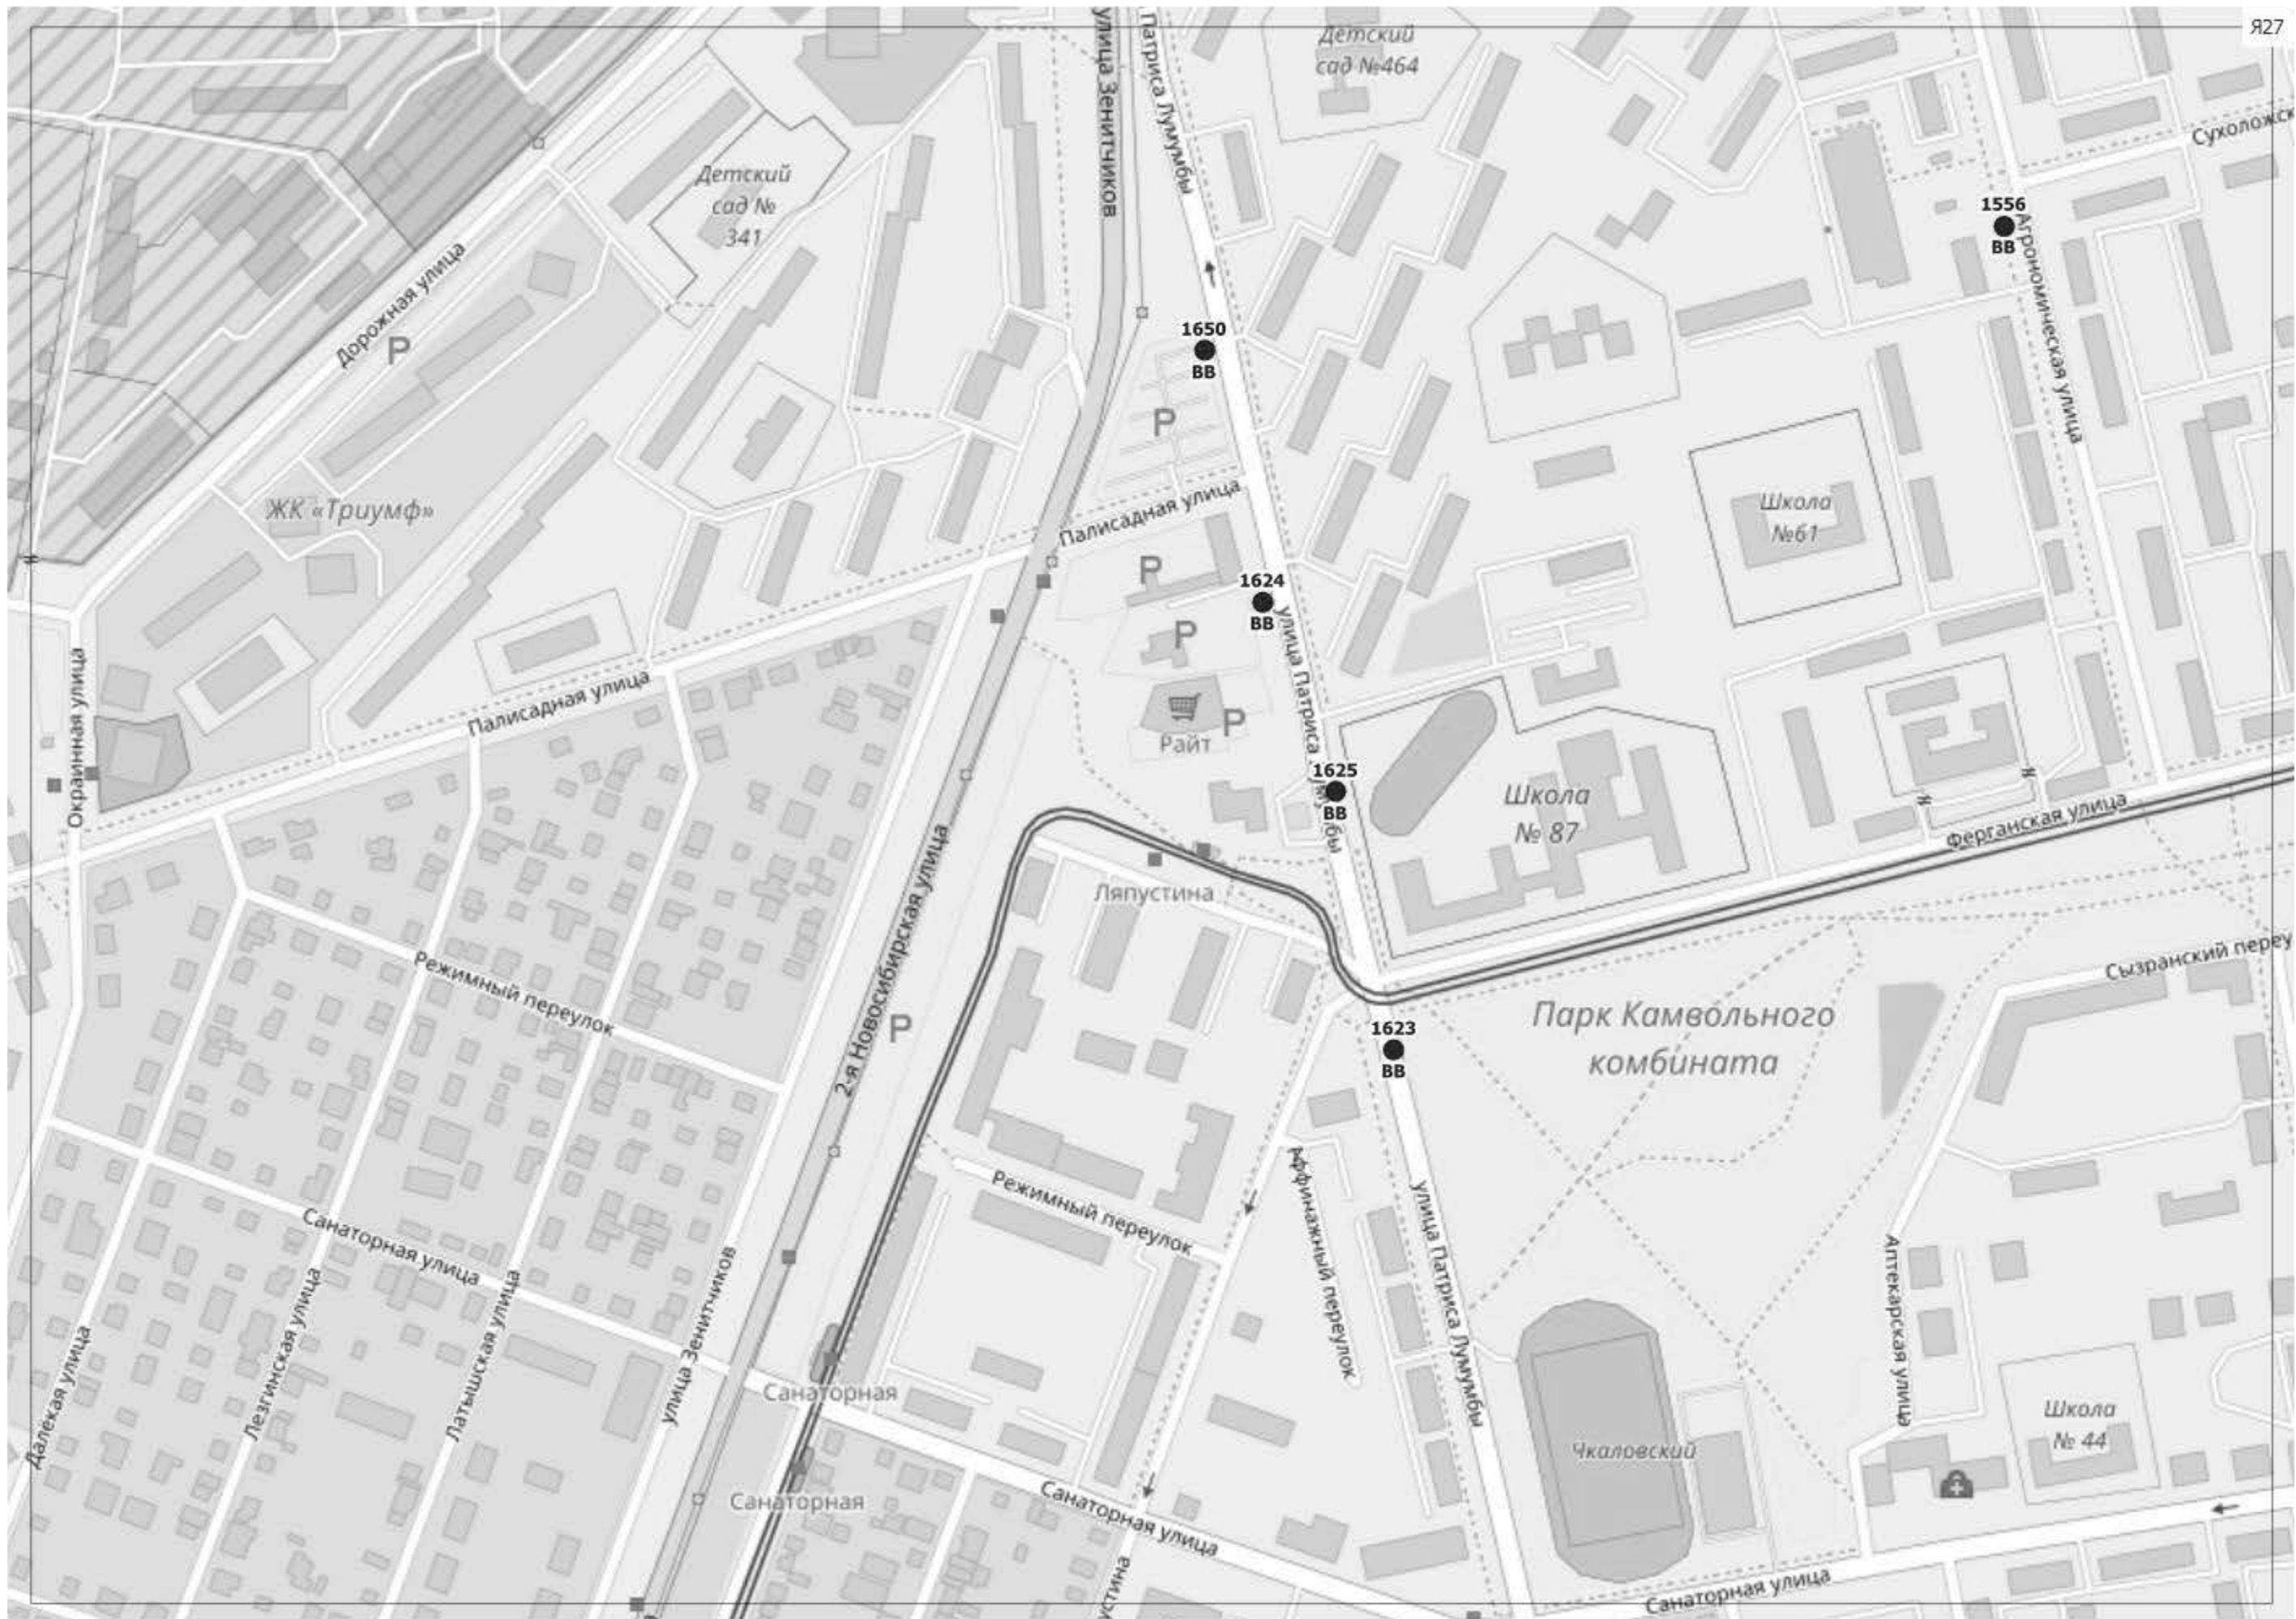 Я27
улица Зенитчиков
Патриса Лумумбы
Детский
сад №464
Сухоложск
Детский
сад №
341
1556
ВВ
Агрономическая улица
Дорожная улица
P
1650
ВВ
P
ЖК «Триумф»
Палисадная улица
Школа
№61
P
1624
ВВ
P
улица Патриса Лумумбы
Окраинная улица
Палисадная улица
P
Райт
1625
ВВ
Школа
№ 87
Ферганская улица
Ляпустина
2-я Новосибирская улица
Режимный переулок
Сызранский переу
P
Парк Камвольного
комбината
1623
ВВ
Режимный переулок
Аффинажный переулок
улица Патриса Лумумбы
Санаторная улица
Аптекарская улица
улица Зенитчиков
Лезгинская улица
Латышская улица
Далекая улица
Санаторная
Школа
№ 44
Чкаловский
Санаторная
Санаторная улица
Санаторная улица
устина